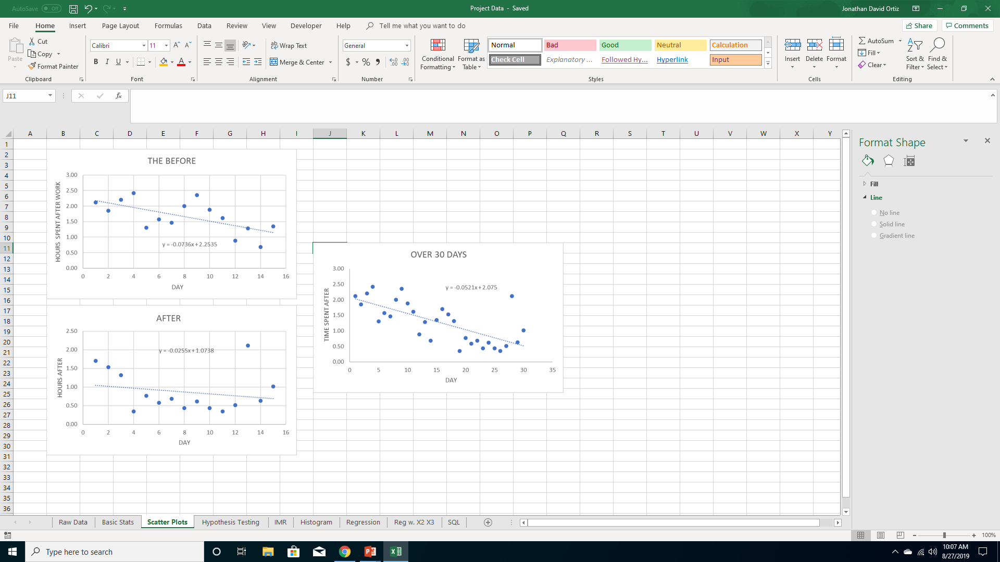 AutoSave Off
Project Data - Saved
Jonathan David Ortiz
File Home Insert Page Layout Formulas Data Review View Developer Help Tell me what you want to do
Share Comments
Paste
Cut
Copy
Format Painter
Clipboard
Calibri 11
B I U A
Font
Wrap Text
Merge & Center
Alignment
General
$ % ,
Number
Conditional Formatting
Format as Table
Normal Bad Good Neutral Calculation
Check Cell Explanatory ... Followed Hy... Hyperlink Input
Styles
Insert Delete Format
Cells
AutoSum
Fill
Clear
Sort & Filter
Find & Select
Editing
J11
fx
A B C D E F G H I J K L M N O P Q R S T U V W X Y
1
2
3
4
5
6
7
8
9
10
11
12
13
14
15
16
17
18
19
20
21
22
23
24
25
26
27
28
29
30
31
32
33
34
35
36
THE BEFORE
HOURS SPENT AFTER WORK
3.00
2.50
2.00
1.50
1.00
0.50
0.00
y = -0.0736x + 2.2535
0 2 4 6 8 10 12 14 16
DAY
AFTER
HOURS AFTER
2.50
2.00
1.50
1.00
0.50
0.00
y = -0.0255x + 1.0738
0 2 4 6 8 10 12 14 16
DAY
OVER 30 DAYS
TIME SPENT AFTER
3.00
2.50
2.00
1.50
1.00
0.50
0.00
y = -0.0521x + 2.075
0 5 10 15 20 25 30 35
DAY
Format Shape
Fill
Line
No line
Solid line
Gradient line
Raw Data Basic Stats Scatter Plots Hypothesis Testing IMR Histogram Regression Reg w. X2 X3 SQL
100%
Type here to search
10:07 AM
8/27/2019